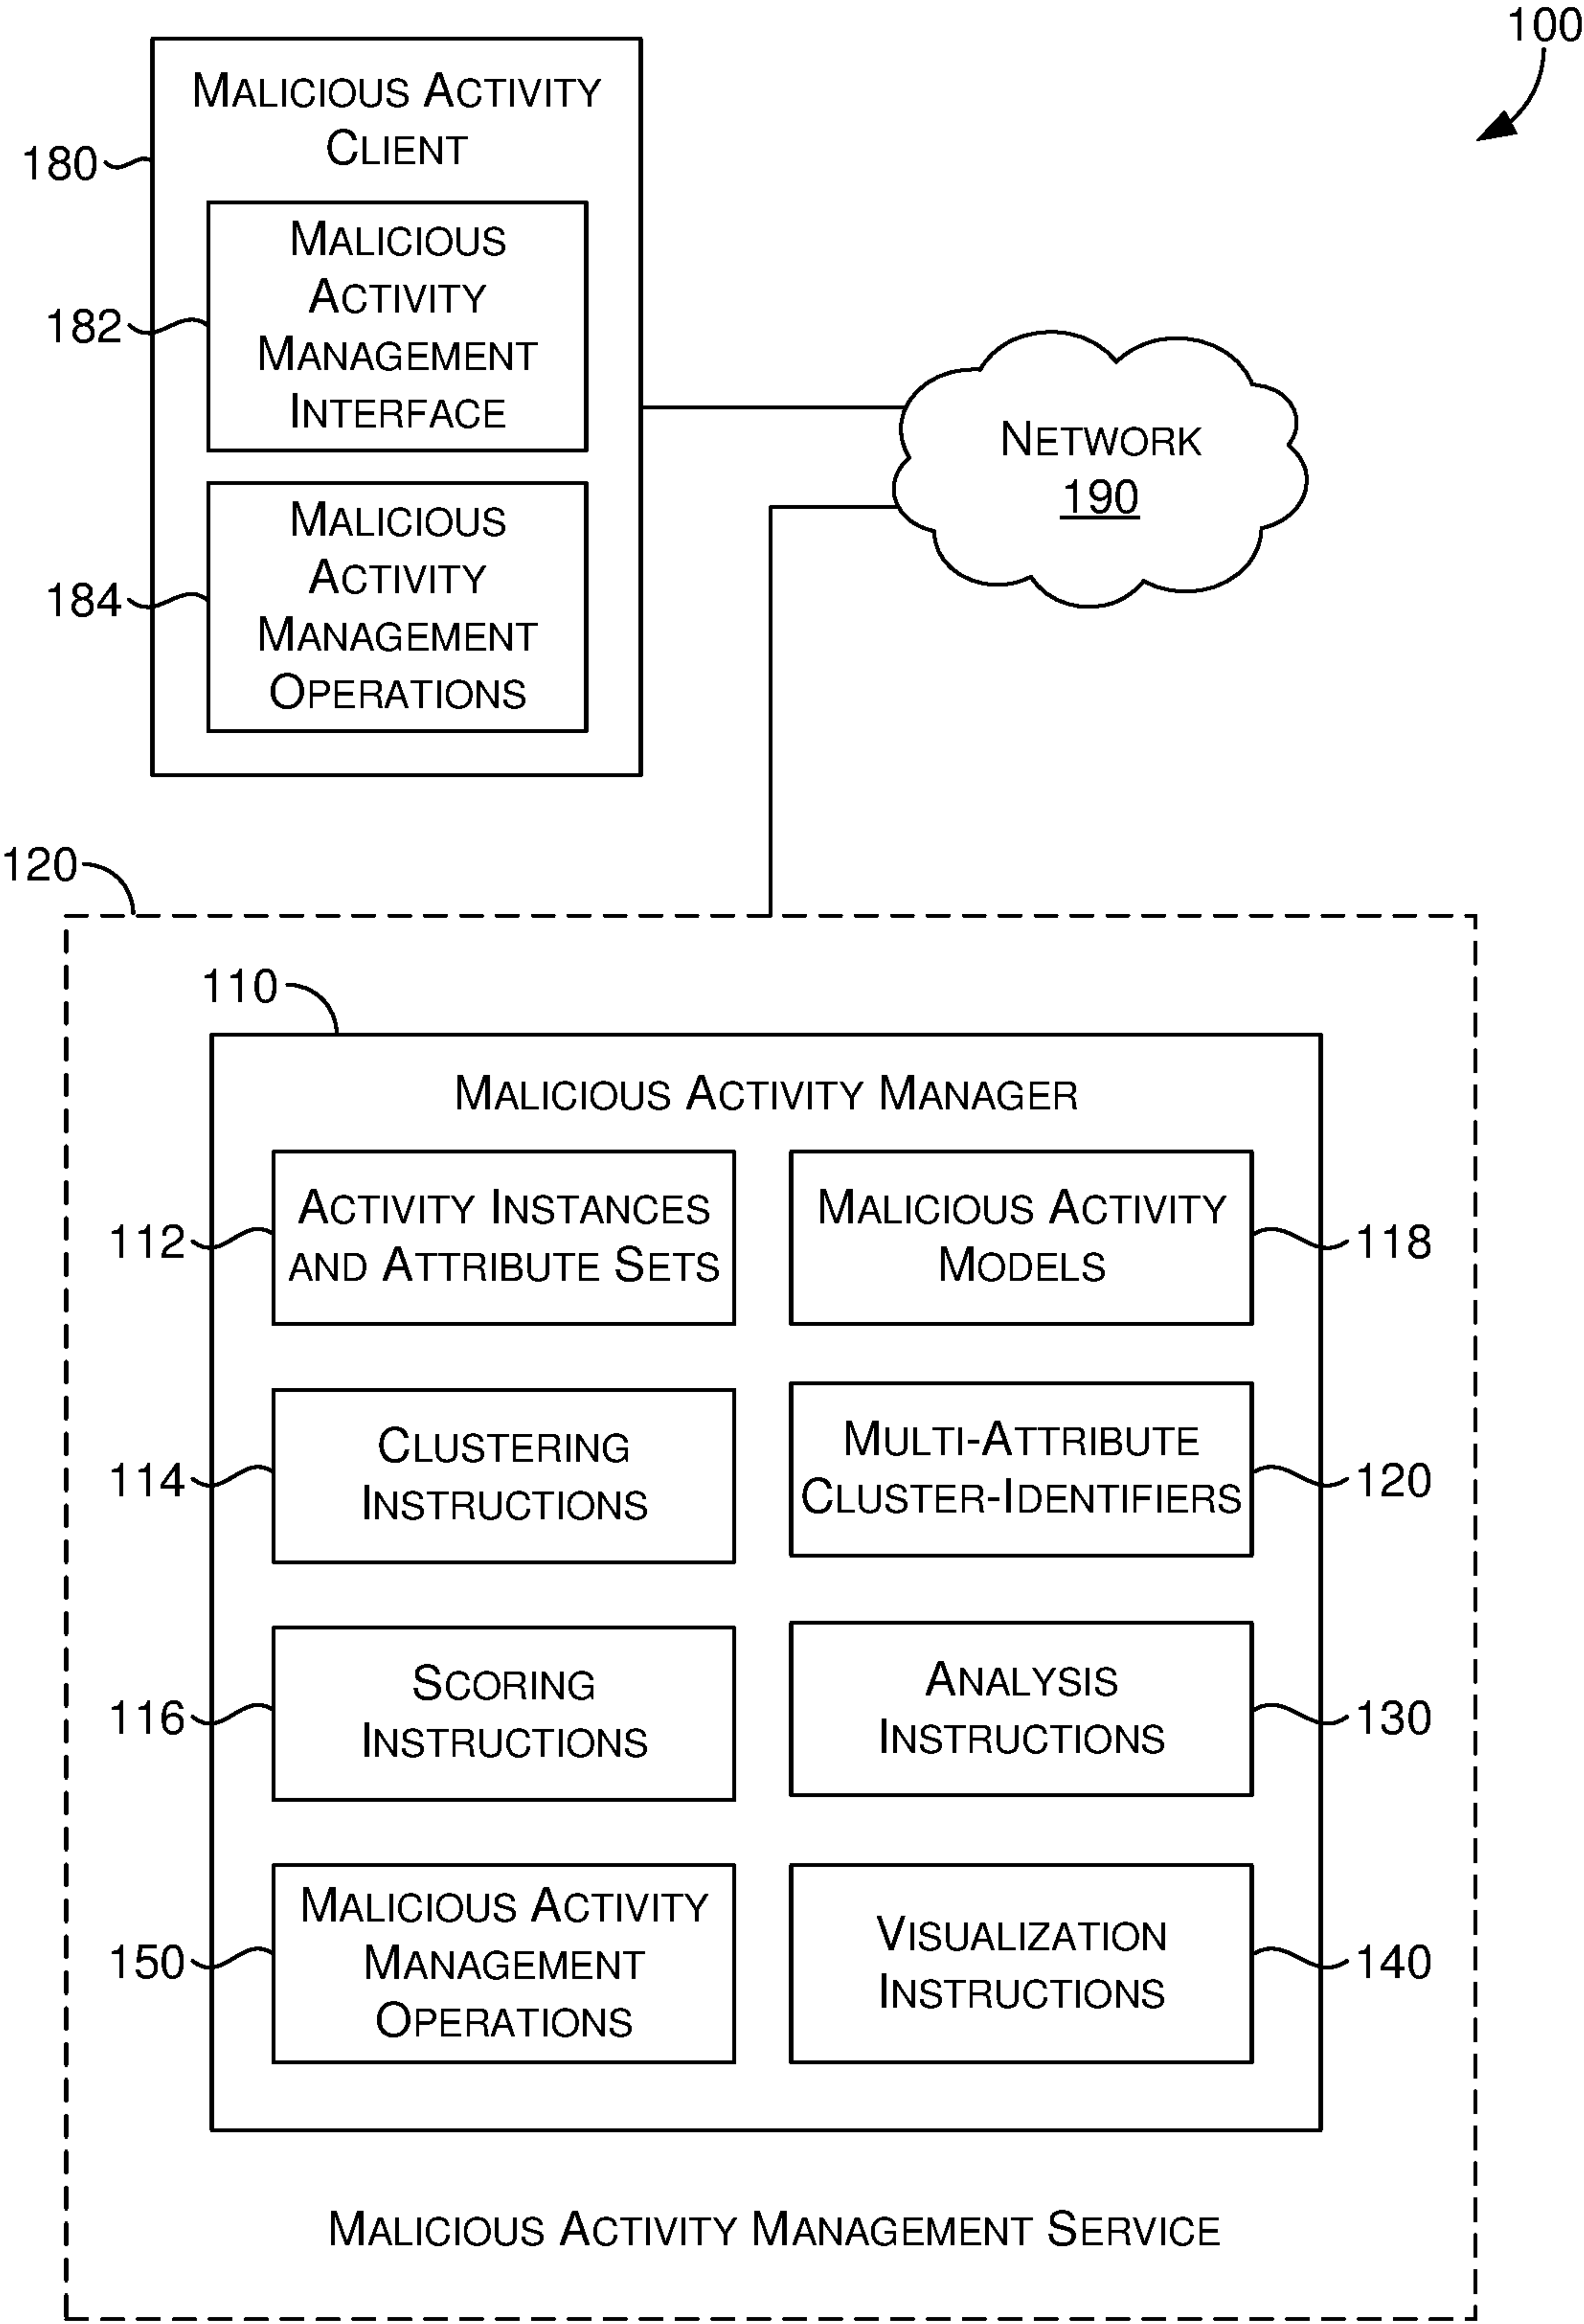 100
MALICIOUS ACTIVITY
CLIENT
180
MALICIOUS
ACTIVITY
MANAGEMENT
INTERFACE
182
MALICIOUS
ACTIVITY
MANAGEMENT
OPERATIONS
184
NETWORK
190
120
110
MALICIOUS ACTIVITY MANAGER
ACTIVITY INSTANCES
AND ATTRIBUTE SETS
112
MALICIOUS ACTIVITY
MODELS
118
CLUSTERING
INSTRUCTIONS
114
MULTI-ATTRIBUTE
CLUSTER-IDENTIFIERS
120
SCORING
INSTRUCTIONS
116
ANALYSIS
INSTRUCTIONS
130
MALICIOUS ACTIVITY
MANAGEMENT
OPERATIONS
150
VISUALIZATION
INSTRUCTIONS
140
MALICIOUS ACTIVITY MANAGEMENT SERVICE